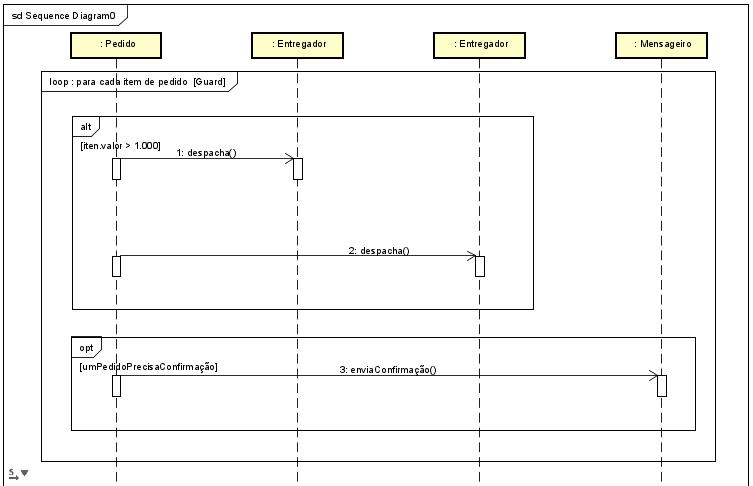 sd Sequence Diagram0
: Pedido
: Entregador
: Entregador
: Mensageiro
loop : para cada item de pedido [Guard]
alt
[iten.valor > 1.000]
1: despacha()
2: despacha()
opt
[umPedidoPrecisaConfirmação]
3: enviaConfirmação()
S